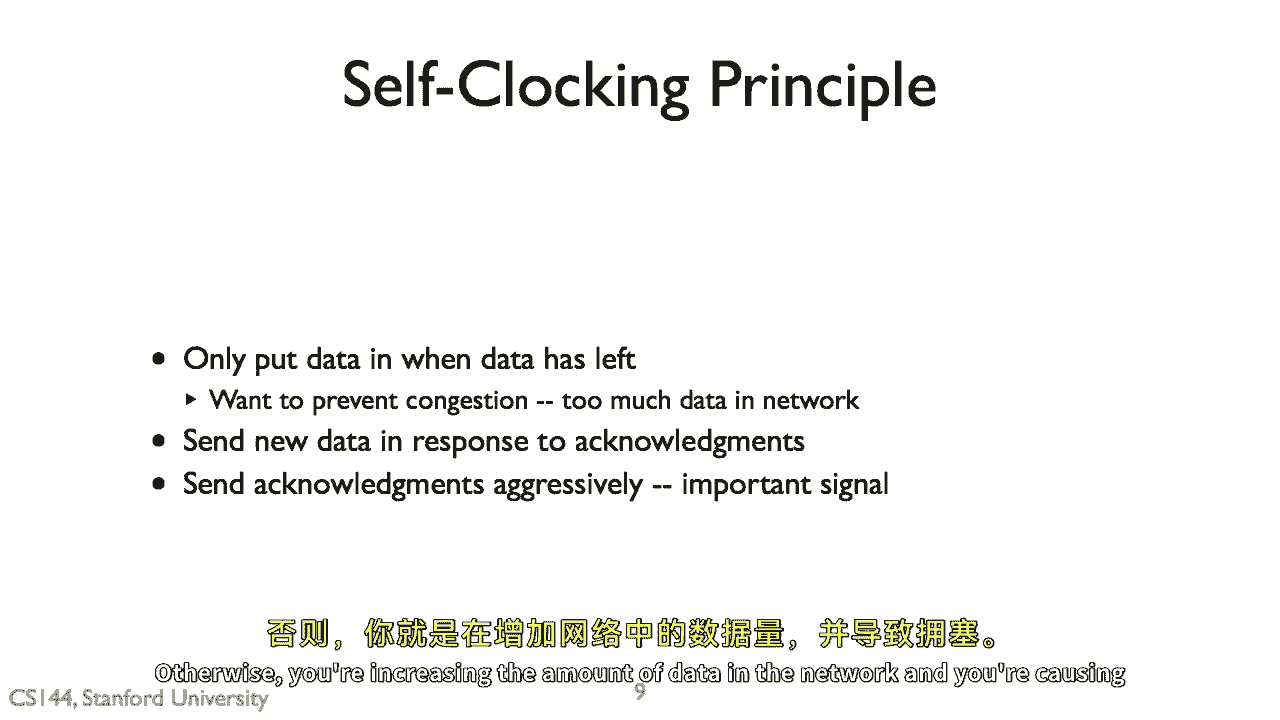 Self-Clocking Principle
• Only put data in when data has left
▸ Want to prevent congestion -- too much data in network
• Send new data in response to acknowledgments
• Send acknowledgments aggressively -- important signal
否则，你就是在增加网络中的数据量，并导致拥塞。
Otherwise, you're increasing the amount of data in the network and you're causing
CS144, Stanford University
9